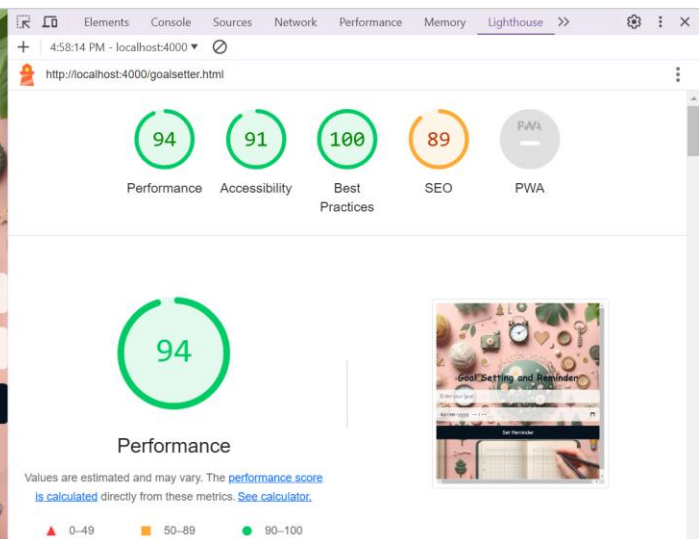 Elements Console Sources Network Performance Memory Lighthouse
4:58:14 PM - localhost:4000
http://localhost:4000/goalsetter.html
94 91 100 89 PWA
Performance Accessibility Best Practices SEO PWA
94
Performance
Values are estimated and may vary. The performance score
is calculated directly from these metrics. See calculator.
0–49 50–89 90–100
Goal Setting and Reminder
Enter your goal
Set Reminder